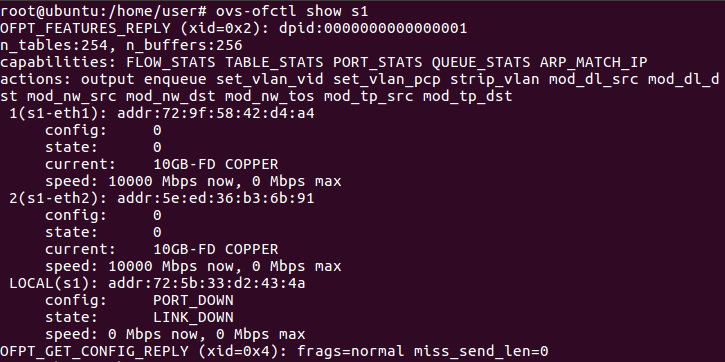 root@ubuntu:/home/user# ovs-ofctl show s1
OFPT_FEATURES_REPLY (xid=0x2): dpid:0000000000000001
n_tables:254, n_buffers:256
capabilities: FLOW_STATS TABLE_STATS PORT_STATS QUEUE_STATS ARP_MATCH_IP
actions: output enqueue set_vlan_vid set_vlan_pcp strip_vlan mod_dl_src mod_dl_d
st mod_nw_src mod_nw_dst mod_nw_tos mod_tp_src mod_tp_dst
 1(s1-eth1): addr:72:9f:58:42:d4:a4
     config:     0
     state:      0
     current:    10GB-FD COPPER
     speed: 10000 Mbps now, 0 Mbps max
 2(s1-eth2): addr:5e:ed:36:b3:6b:91
     config:     0
     state:      0
     current:    10GB-FD COPPER
     speed: 10000 Mbps now, 0 Mbps max
 LOCAL(s1): addr:72:5b:33:d2:43:4a
     config:     PORT_DOWN
     state:      LINK_DOWN
     speed: 0 Mbps now, 0 Mbps max
OFPT_GET_CONFIG_REPLY (xid=0x4): frags=normal miss_send_len=0